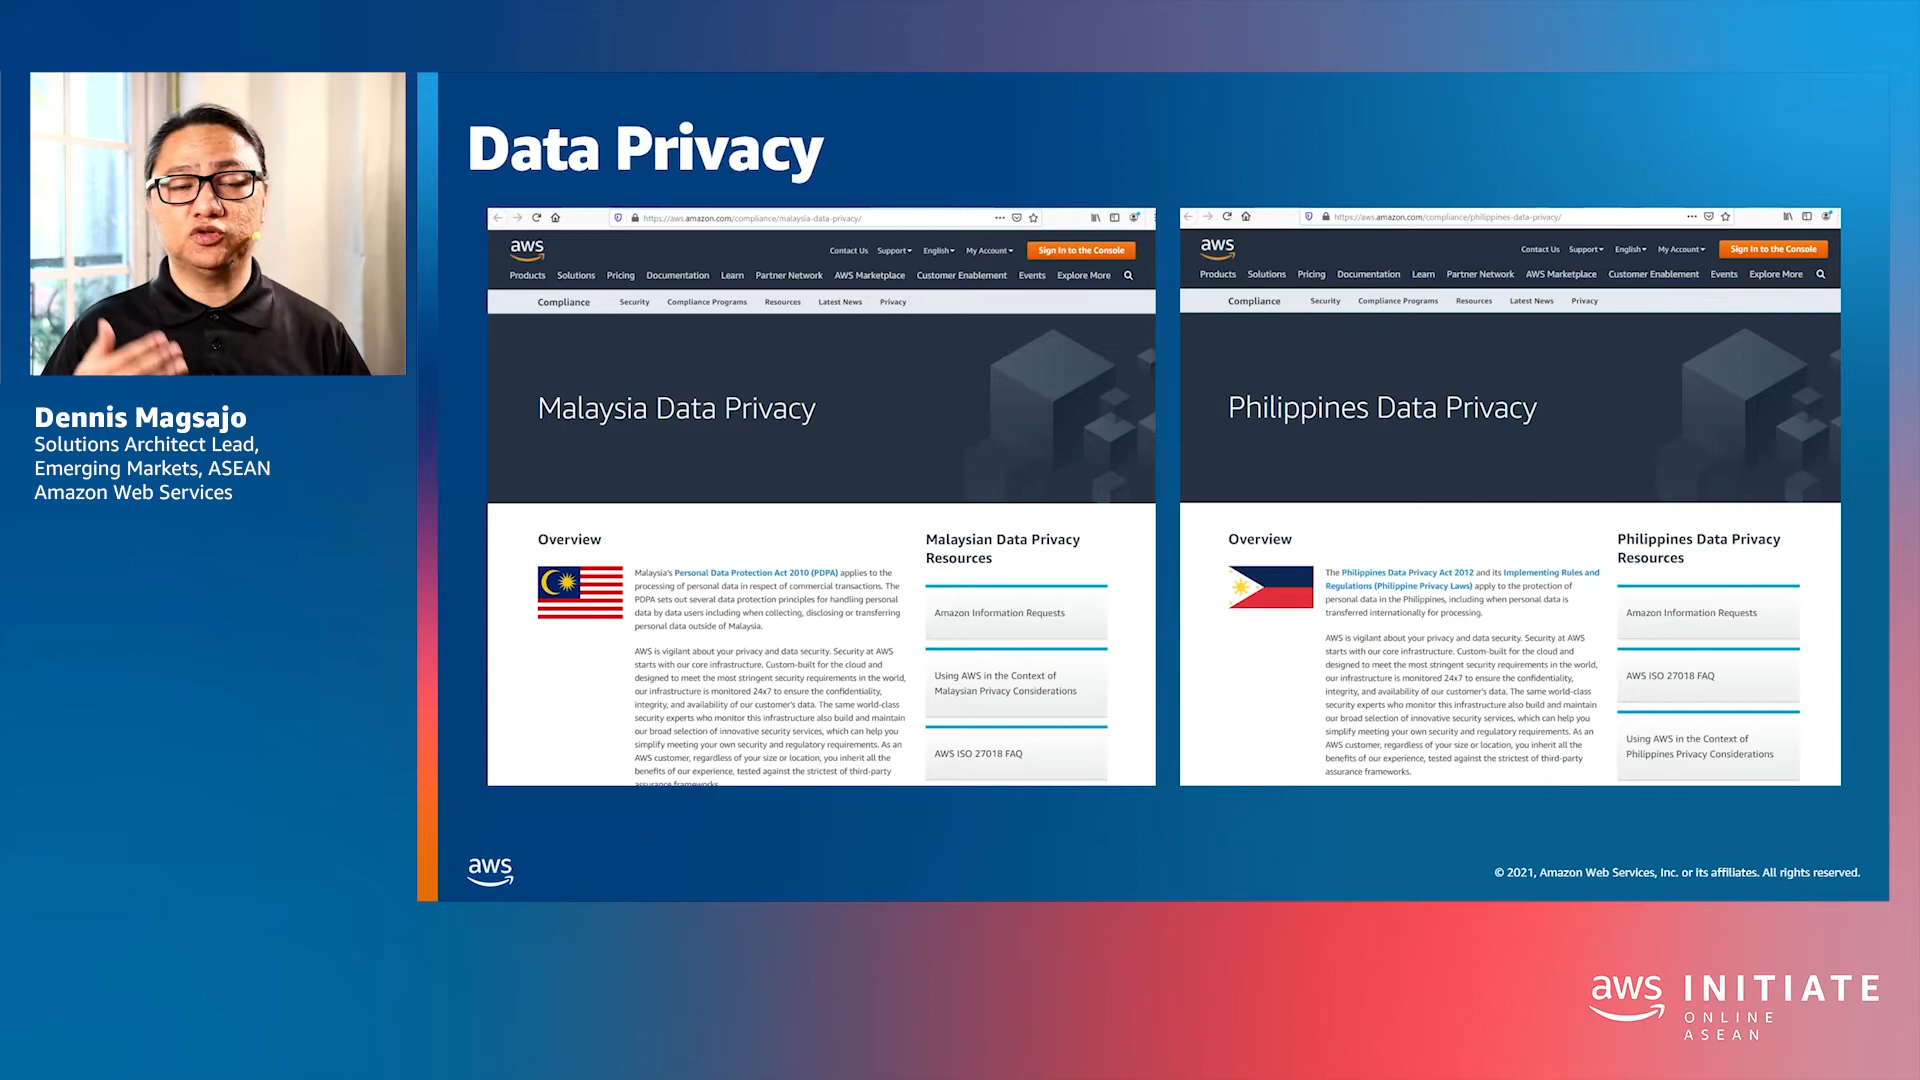 Data Privacy
Dennis Magsajo
Solutions Architect Lead,
Emerging Markets, ASEAN
Amazon Web Services
https://aws.amazon.com/compliance/malaysia-data-privacy/
aws
Contact Us Support English My Account Sign In to the Console
Products Solutions Pricing Documentation Learn Partner Network AWS Marketplace Customer Enablement Events Explore More
Compliance Security Compliance Programs Resources Latest News Privacy
Malaysia Data Privacy
Overview
Malaysia's Personal Data Protection Act 2010 (PDPA) applies to the
processing of personal data in respect of commercial transactions. The
PDPA sets out several data protection principles for handling personal
data by data users including when collecting, disclosing or transferring
personal data outside of Malaysia.
AWS is vigilant about your privacy and data security. Security at AWS
starts with our core infrastructure. Custom-built for the cloud and
designed to meet the most stringent security requirements in the world,
our infrastructure is monitored 24x7 to ensure the confidentiality,
integrity, and availability of our customer's data. The same world-class
security experts who monitor this infrastructure also build and maintain
our broad selection of innovative security services, which can help you
simplify meeting your own security and regulatory requirements. As an
AWS customer, regardless of your size or location, you inherit all the
benefits of our experience, tested against the strictest of third-party
assurance frameworks.
Malaysian Data Privacy
Resources
Amazon Information Requests
Using AWS in the Context of
Malaysian Privacy Considerations
AWS ISO 27018 FAQ
https://aws.amazon.com/compliance/philippines-data-privacy/
aws
Contact Us Support English My Account Sign In to the Console
Products Solutions Pricing Documentation Learn Partner Network AWS Marketplace Customer Enablement Events Explore More
Compliance Security Compliance Programs Resources Latest News Privacy
Philippines Data Privacy
Overview
The Philippines Data Privacy Act 2012 and its Implementing Rules and
Regulations (Philippine Privacy Laws) apply to the protection of
personal data in the Philippines, including when personal data is
transferred internationally for processing.
AWS is vigilant about your privacy and data security. Security at AWS
starts with our core infrastructure. Custom-built for the cloud and
designed to meet the most stringent security requirements in the world,
our infrastructure is monitored 24x7 to ensure the confidentiality,
integrity, and availability of our customer's data. The same world-class
security experts who monitor this infrastructure also build and maintain
our broad selection of innovative security services, which can help you
simplify meeting your own security and regulatory requirements. As an
AWS customer, regardless of your size or location, you inherit all the
benefits of our experience, tested against the strictest of third-party
assurance frameworks.
Philippines Data Privacy
Resources
Amazon Information Requests
AWS ISO 27018 FAQ
Using AWS in the Context of
Philippines Privacy Considerations
aws
© 2021, Amazon Web Services, Inc. or its affiliates. All rights reserved.
aws INITIATE
ONLINE
ASEAN